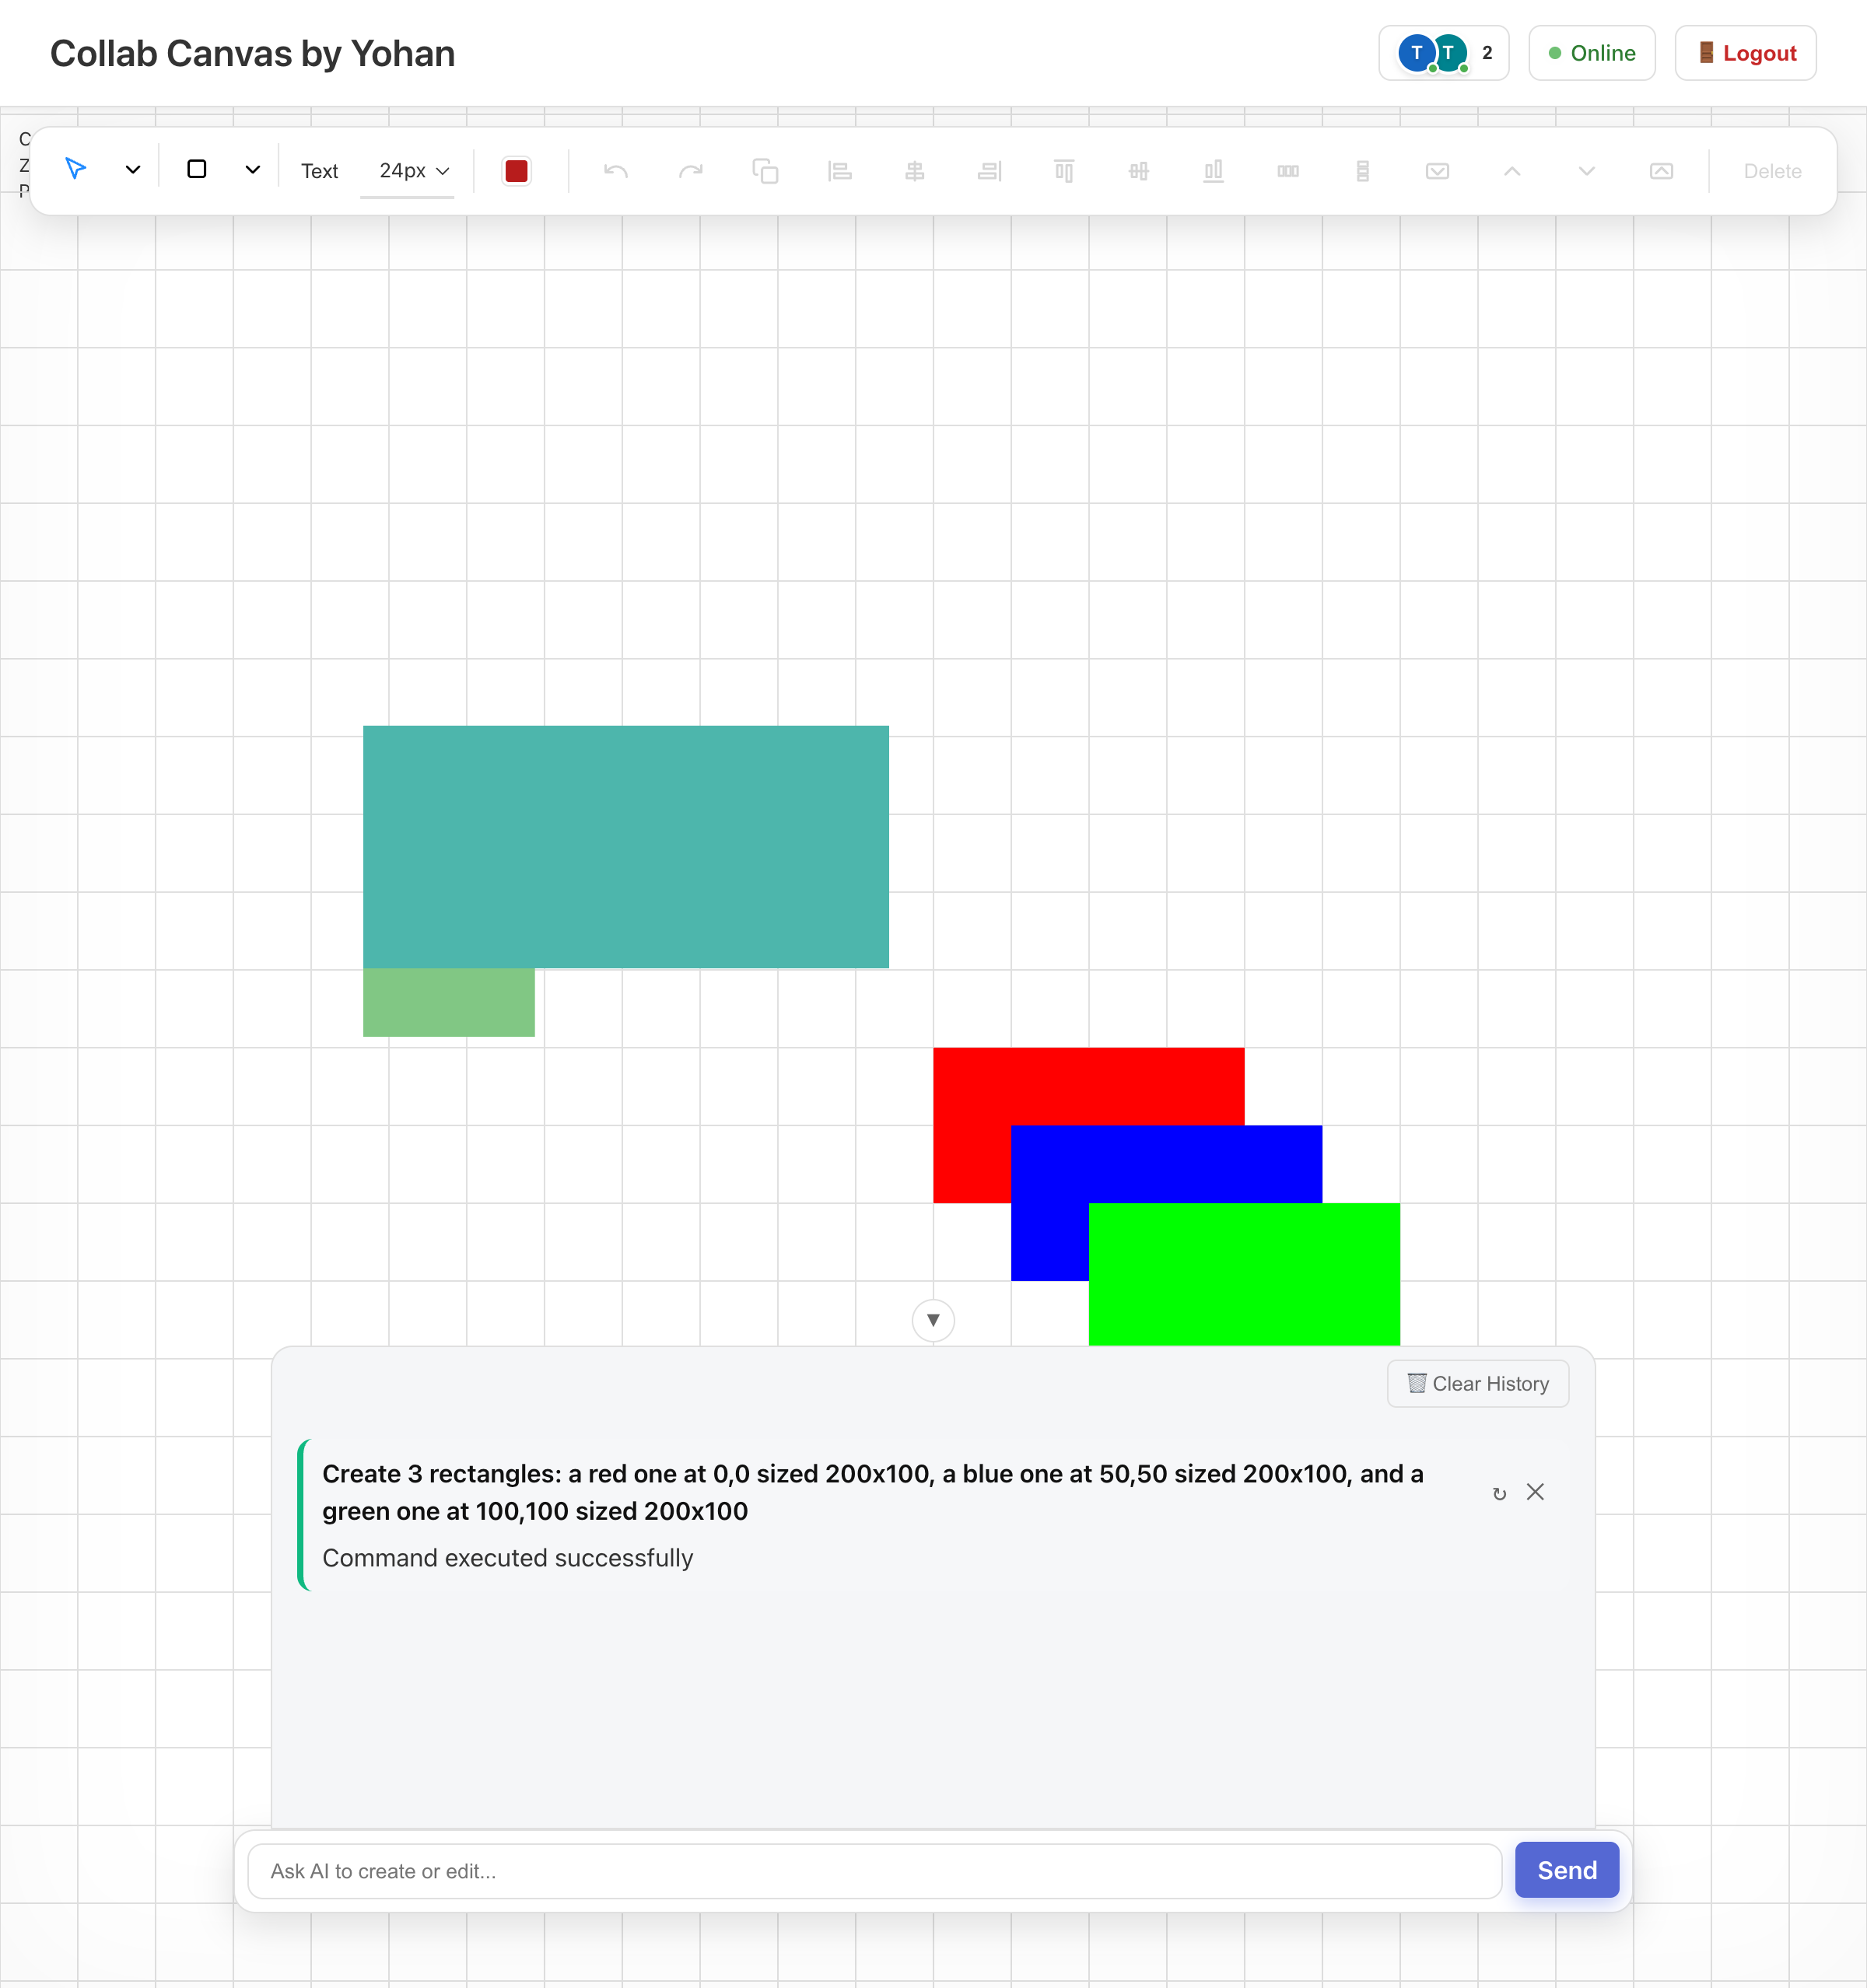 Collab Canvas by Yohan
T T 2
Online
Logout
Text
24px
Delete
Clear History
Create 3 rectangles: a red one at 0,0 sized 200x100, a blue one at 50,50 sized 200x100, and a
green one at 100,100 sized 200x100
Command executed successfully
Ask AI to create or edit...
Send